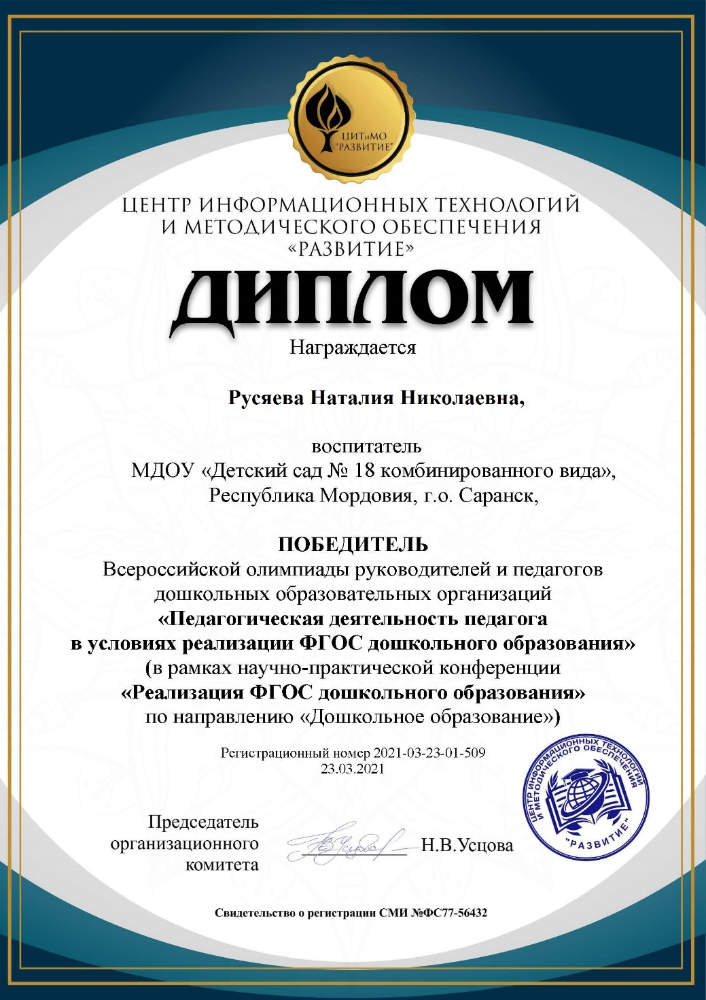 ЦИТиМО
"РАЗВИТИЕ"
ЦЕНТР ИНФОРМАЦИОННЫХ ТЕХНОЛОГИЙ
И МЕТОДИЧЕСКОГО ОБЕСПЕЧЕНИЯ
«РАЗВИТИЕ»
ДИПЛОМ
Награждается
Русяева Наталия Николаевна,
воспитатель
МДОУ «Детский сад № 18 комбинированного вида»,
Республика Мордовия, г.о. Саранск,
ПОБЕДИТЕЛЬ
Всероссийской олимпиады руководителей и педагогов
дошкольных образовательных организаций
«Педагогическая деятельность педагога
в условиях реализации ФГОС дошкольного образования»
(в рамках научно-практической конференции
«Реализация ФГОС дошкольного образования»
по направлению «Дошкольное образование»)
Регистрационный номер 2021-03-23-01-509
23.03.2021
ЦЕНТР ИНФОРМАЦИОННЫХ ТЕХНОЛОГИЙ
И МЕТОДИЧЕСКОГО ОБЕСПЕЧЕНИЯ
"РАЗВИТИЕ"
Председатель
организационного
комитета
Н.В.Усцова
Свидетельство о регистрации СМИ №ФС77-56432